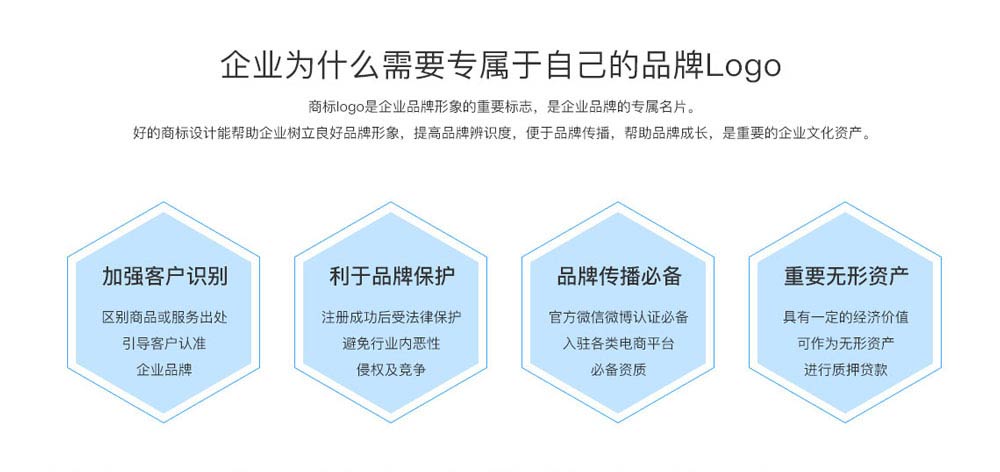 企业为什么需要专属于自己的品牌Logo
商标logo是企业品牌形象的重要标志，是企业品牌的专属名片。
好的商标设计能帮助企业树立良好品牌形象，提高品牌辨识度，便于品牌传播，帮助品牌成长，是重要的企业文化资产。
加强客户识别
区别商品或服务出处
引导客户认准
企业品牌
利于品牌保护
注册成功后受法律保护
避免行业内恶性
侵权及竞争
品牌传播必备
官方微信微博认证必备
入驻各类电商平台
必备资质
重要无形资产
具有一定的经济价值
可作为无形资产
进行质押贷款